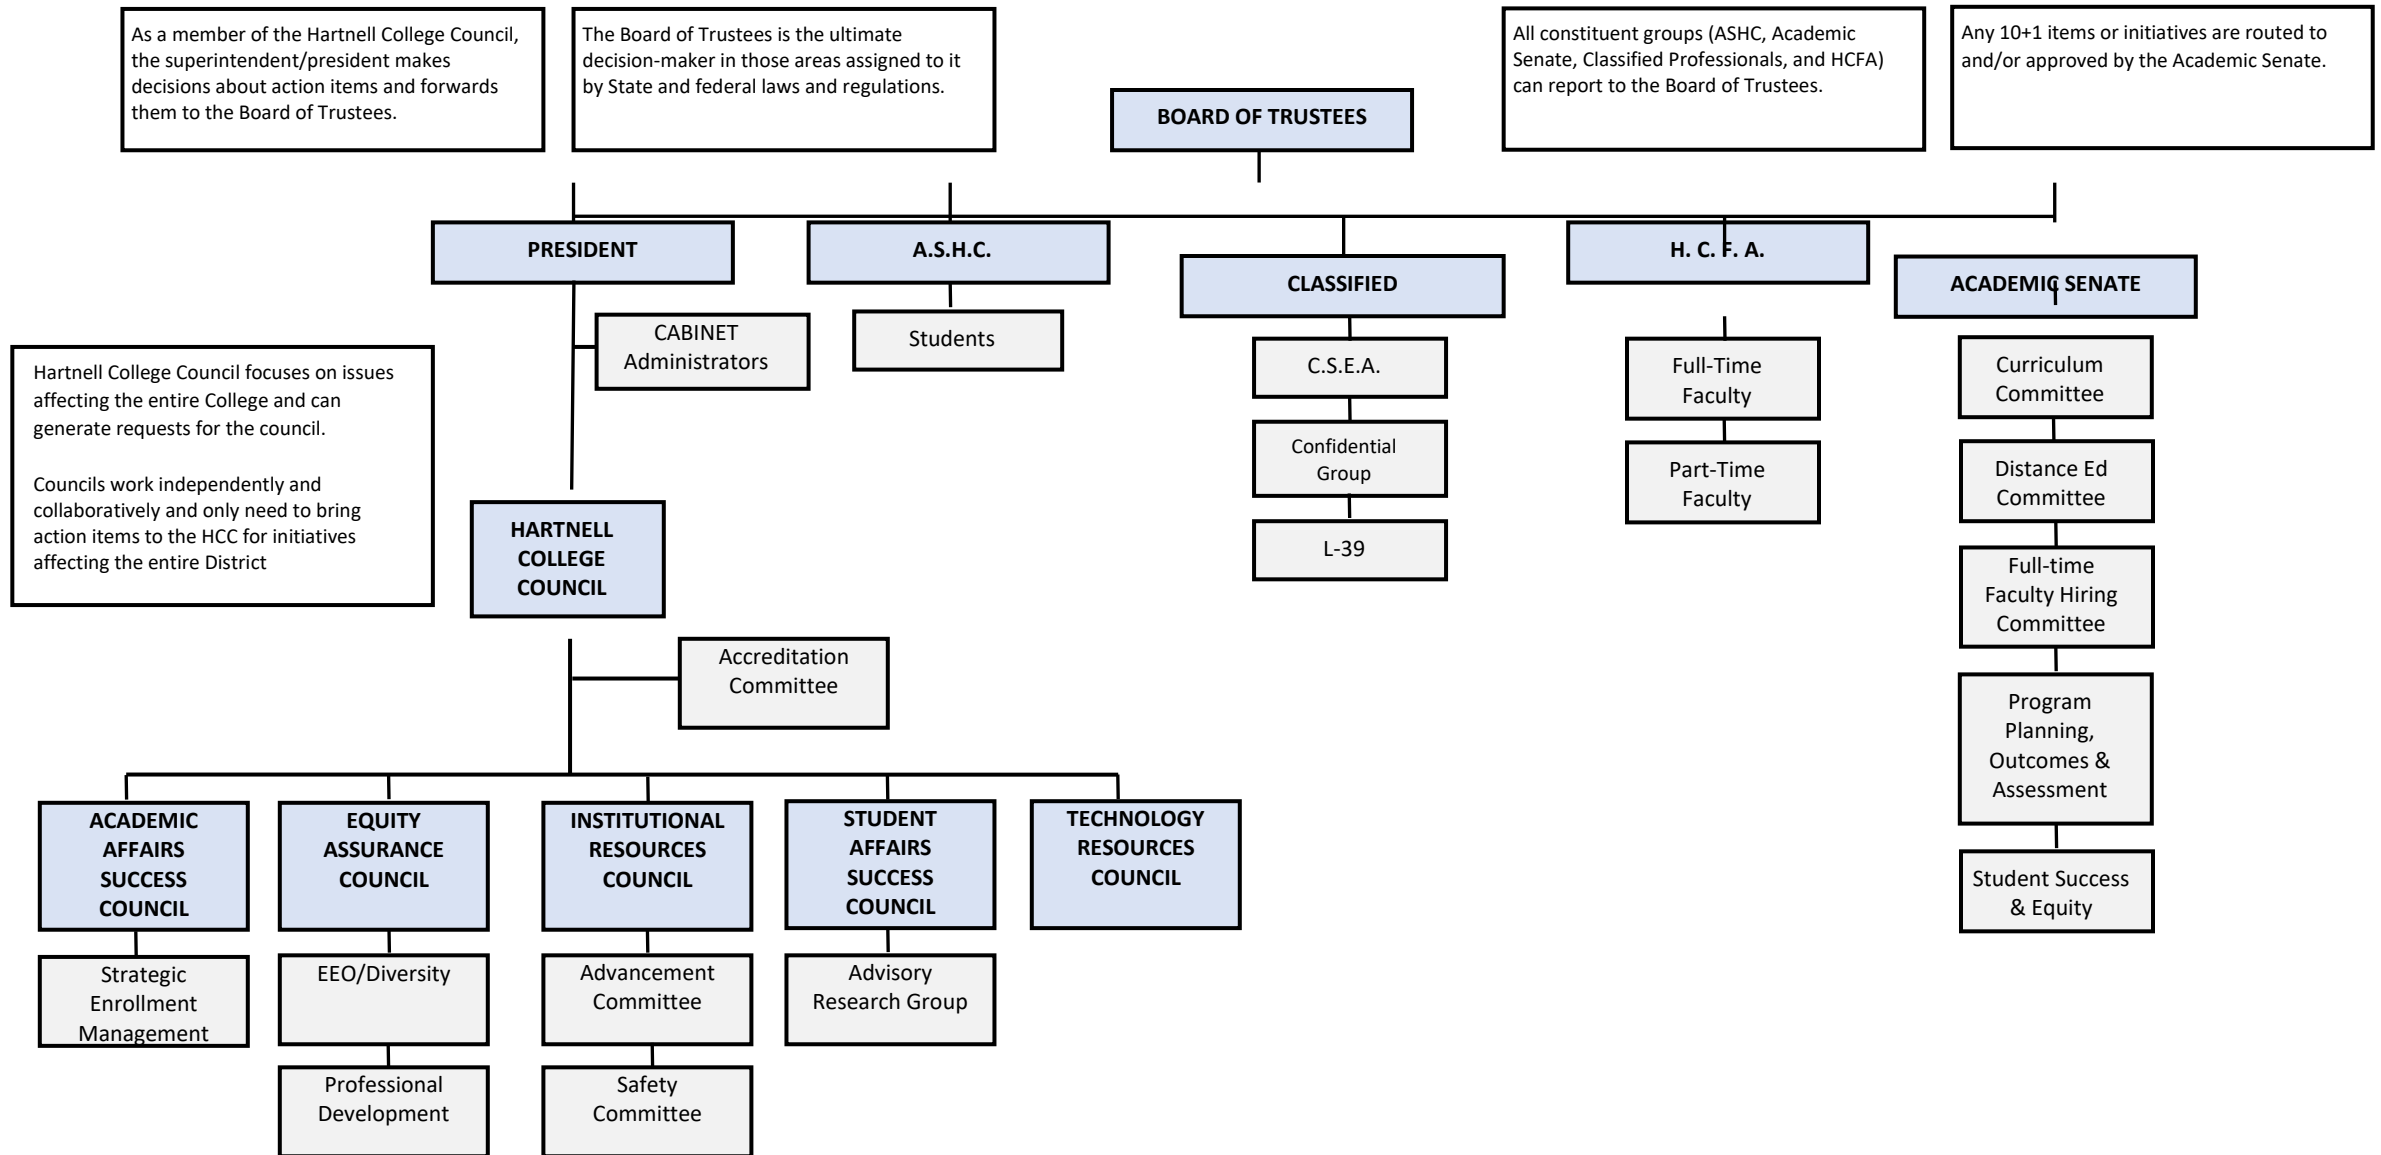 As a member of the Hartnell College Council,
the superintendent/president makes
decisions about action items and forwards
them to the Board of Trustees.
The Board of Trustees is the ultimate
decision-maker in those areas assigned to it
by State and federal laws and regulations.
BOARD OF TRUSTEES
All constituent groups (ASHC, Academic
Senate, Classified Professionals, and HCFA)
can report to the Board of Trustees.
Any 10+1 items or initiatives are routed to
and/or approved by the Academic Senate.
PRESIDENT
A.S.H.C.
CLASSIFIED
H. C. F. A.
ACADEMIC SENATE
CABINET
Administrators
Students
C.S.E.A.
Confidential
Group
L-39
Full-Time
Faculty
Part-Time
Faculty
Curriculum
Committee
Distance Ed
Committee
Full-time
Faculty Hiring
Committee
Program
Planning,
Outcomes &
Assessment
Student Success
& Equity
Hartnell College Council focuses on issues
affecting the entire College and can
generate requests for the council.
Councils work independently and
collaboratively and only need to bring
action items to the HCC for initiatives
affecting the entire District
HARTNELL
COLLEGE
COUNCIL
Accreditation
Committee
ACADEMIC
AFFAIRS
SUCCESS
COUNCIL
EQUITY
ASSURANCE
COUNCIL
INSTITUTIONAL
RESOURCES
COUNCIL
STUDENT
AFFAIRS
SUCCESS
COUNCIL
TECHNOLOGY
RESOURCES
COUNCIL
Strategic
Enrollment
Management
EEO/Diversity
Advancement
Committee
Advisory
Research Group
Professional
Development
Safety
Committee